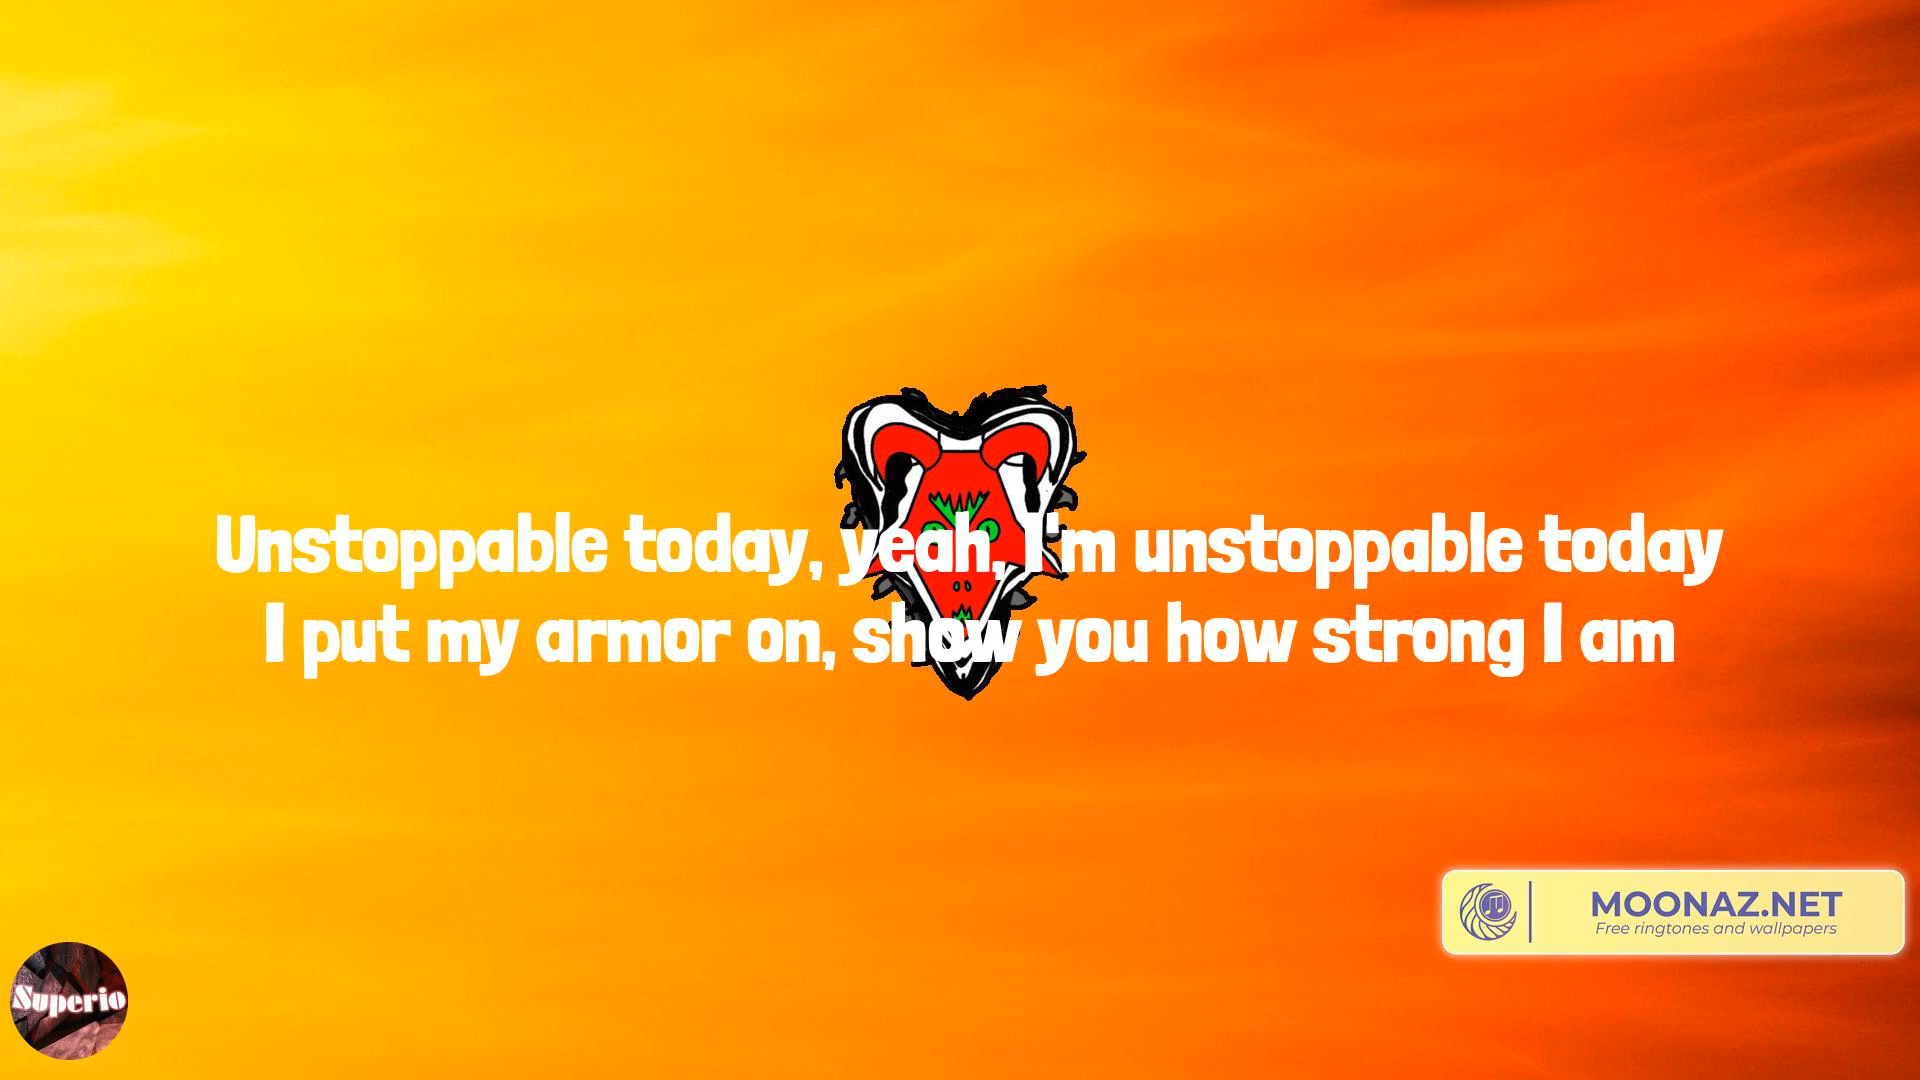 Unstoppable today, yeah, I'm unstoppable today
I put my armor on, show you how strong I am
MOONAZ.NET
Free ringtones and wallpapers
Superio